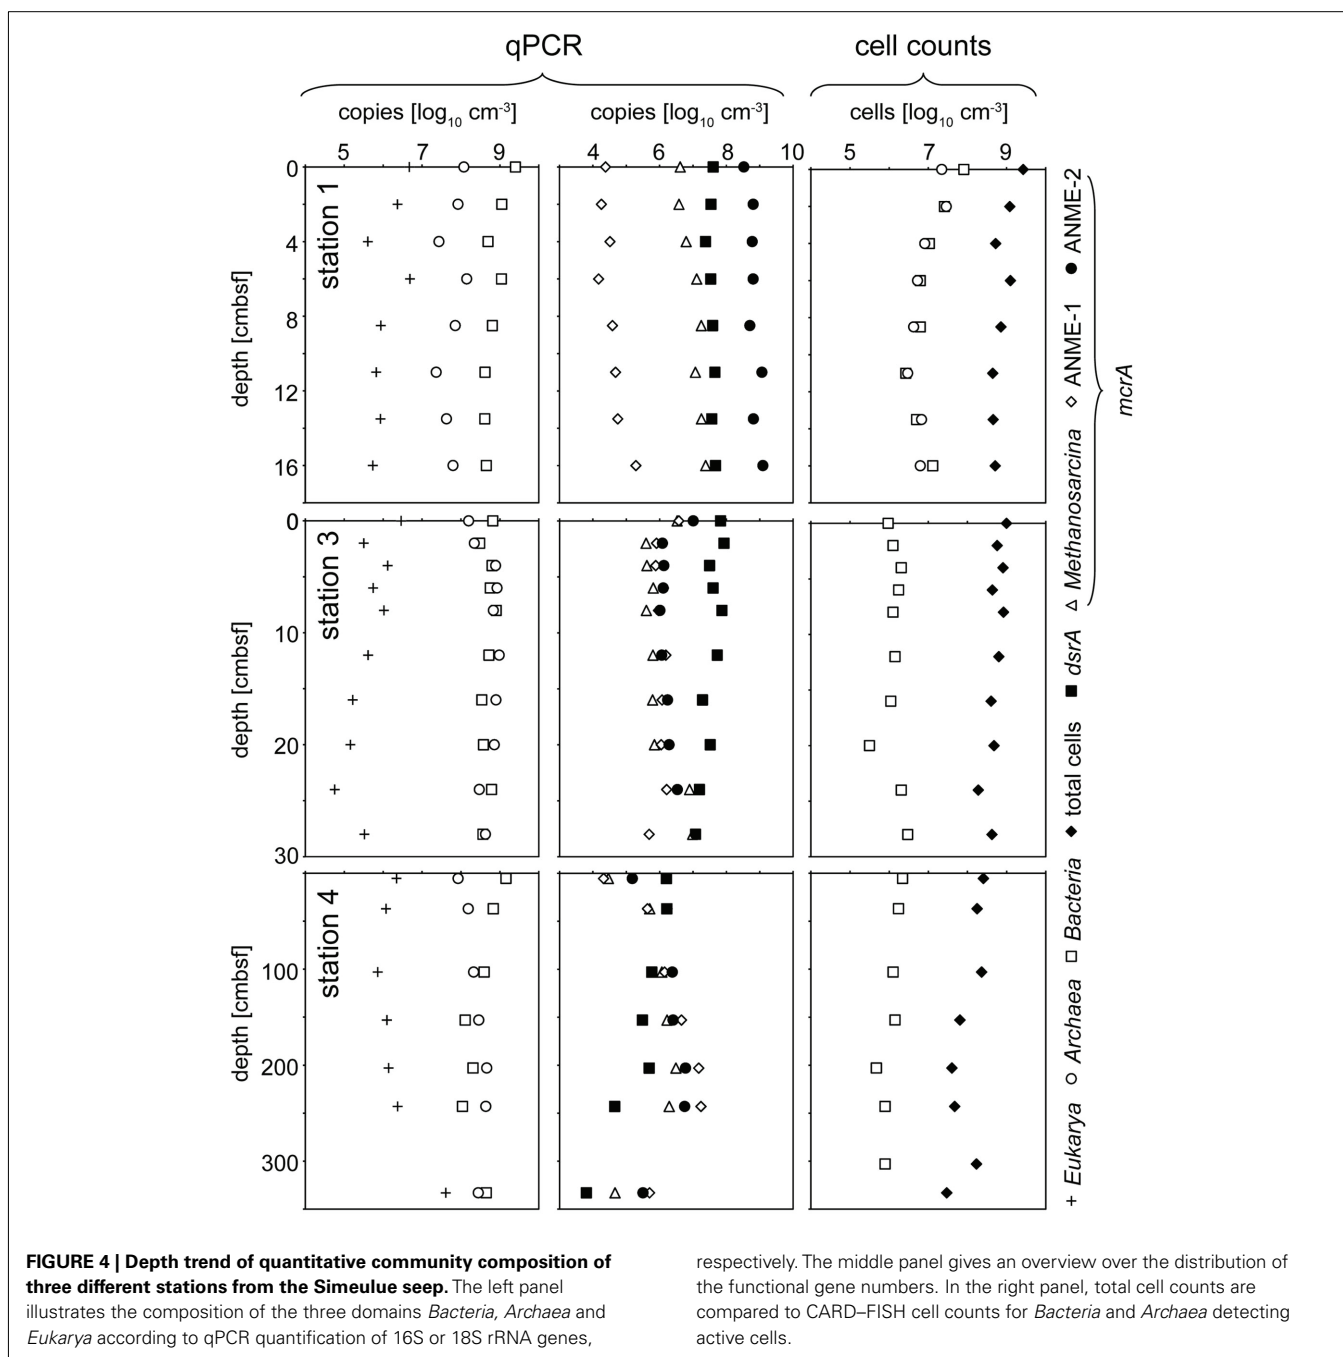 qPCR
cell counts
copies [log10 cm-3]
copies [log10 cm-3]
cells [log10 cm-3]
5 7 9
4 6 8 10
5 7 9
station 1
depth [cmbsf]
0
4
8
12
16
station 3
depth [cmbsf]
0
10
20
30
station 4
depth [cmbsf]
100
200
300
+ Eukarya ○ Archaea □ Bacteria ◆ total cells ■ dsrA △ Methanosarcina ◇ ANME-1 ● ANME-2
mcrA
FIGURE 4 | Depth trend of quantitative community composition of
three different stations from the Simeulue seep. The left panel
illustrates the composition of the three domains Bacteria, Archaea and
Eukarya according to qPCR quantification of 16S or 18S rRNA genes,
respectively. The middle panel gives an overview over the distribution of
the functional gene numbers. In the right panel, total cell counts are
compared to CARD–FISH cell counts for Bacteria and Archaea detecting
active cells.